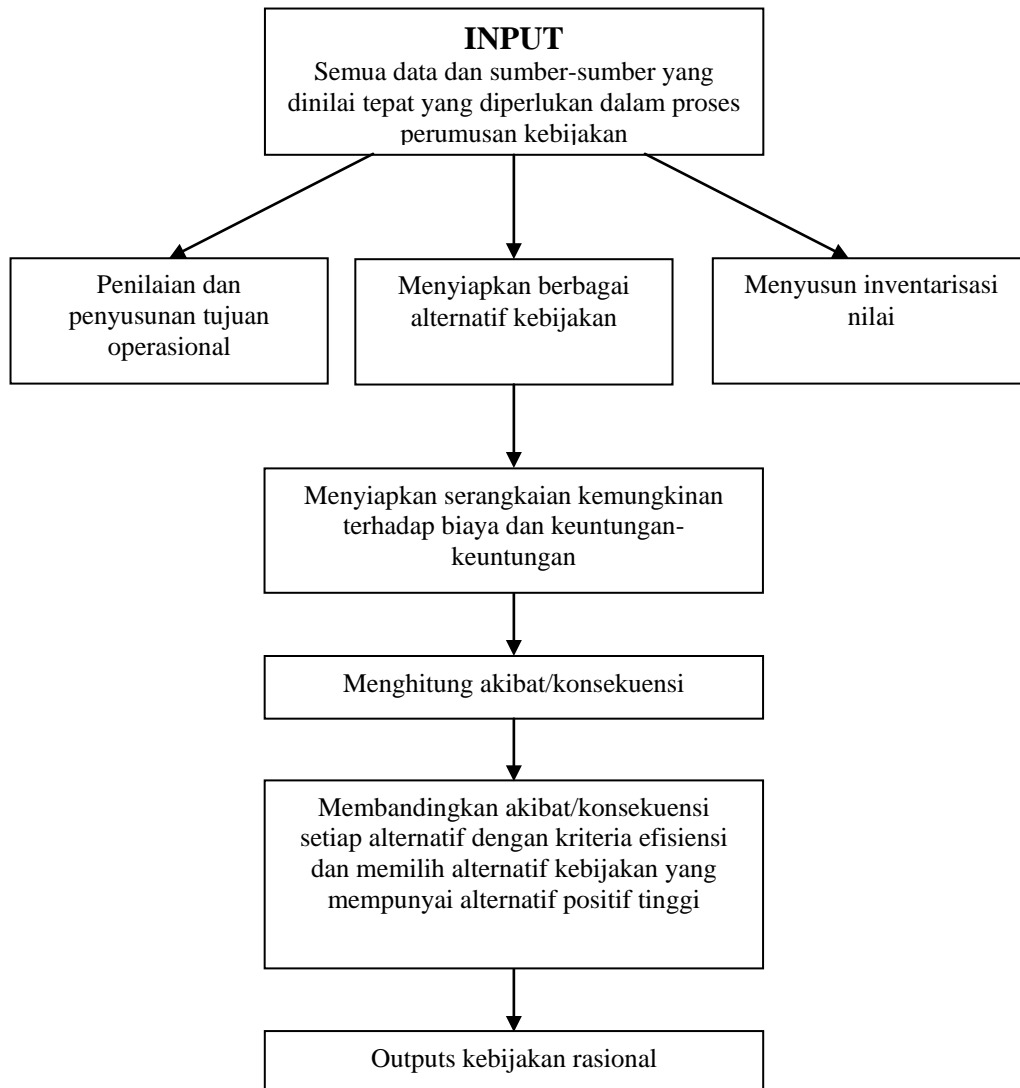 INPUT
Semua data dan sumber-sumber yang
dinilai tepat yang diperlukan dalam proses
perumusan kebijakan
Penilaian dan
penyusunan tujuan
operasional
Menyiapkan berbagai
alternatif kebijakan
Menyusun inventarisasi
nilai
Menyiapkan serangkaian kemungkinan
terhadap biaya dan keuntungan-
keuntungan
Menghitung akibat/konsekuensi
Membandingkan akibat/konsekuensi
setiap alternatif dengan kriteria efisiensi
dan memilih alternatif kebijakan yang
mempunyai alternatif positif tinggi
Outputs kebijakan rasional